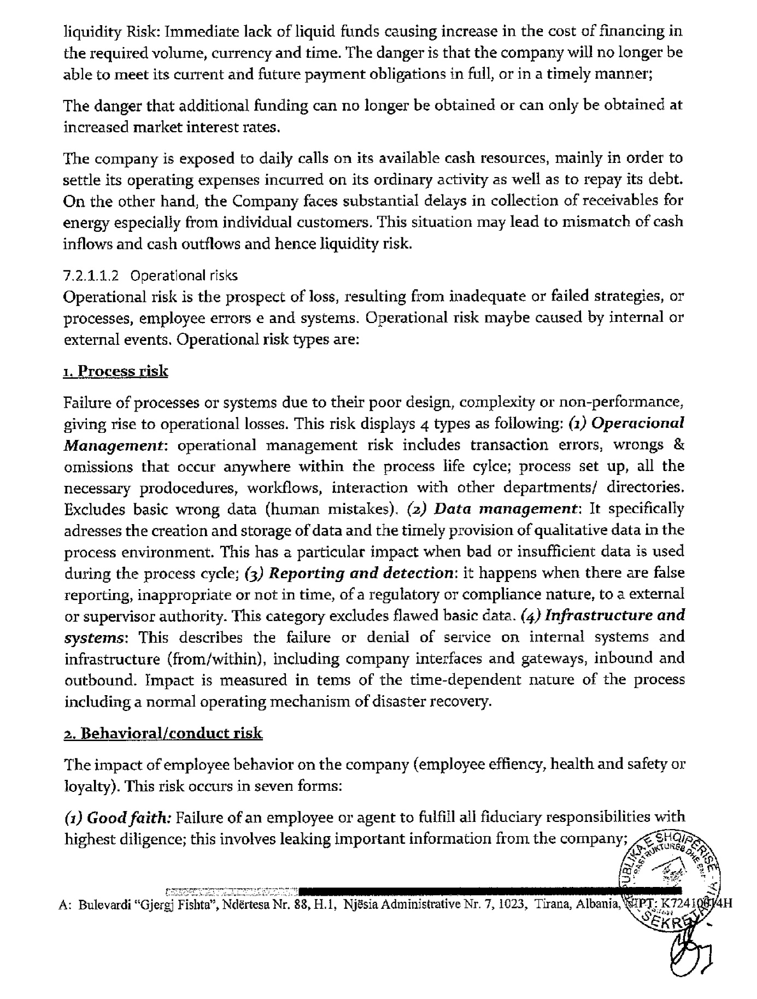 liquidity Risk: Immediate lack of liquid funds causing increase in the cost of financing in
the required volume, currency and time. The danger is that the company will no longer be
able to meet its current and future payment obligations in full, or in a timely manner;
The danger that additional funding can no longer be obtained or can only be obtained at
increased market interest rates.
The company is exposed to daily calls on its available cash resources, mainly in order to
settle its operating expenses incurred on its ordinary activity as well as to repay its debt.
On the other hand, the Company faces substantial delays in collection of receivables for
energy especially from individual customers. This situation may lead to mismatch of cash
inflows and cash outflows and hence liquidity risk.
7.2.1.1.2 Operational risks
Operational risk is the prospect of loss, resulting from inadequate or failed strategies, or
processes, employee errors e and systems. Operational risk maybe caused by internal or
external events. Operational risk types are:
1. Process risk
Failure of processes or systems due to their poor design, complexity or non-performance,
giving rise to operational losses. This risk displays 4 types as following: (1) Operacional
Management: operational management risk includes transaction errors, wrongs &
omissions that occur anywhere within the process life cylce; process set up, all the
necessary prodocedures, workflows, interaction with other departments/ directories.
Excludes basic wrong data (human mistakes). (2) Data management: It specifically
adresses the creation and storage of data and the timely provision of qualitative data in the
process environment. This has a particular impact when bad or insufficient data is used
during the process cycle; (3) Reporting and detection: it happens when there are false
reporting, inappropriate or not in time, of a regulatory or compliance nature, to a external
or supervisor authority. This category excludes flawed basic data. (4) Infrastructure and
systems: This describes the failure or denial of service on internal systems and
infrastructure (from/within), including company interfaces and gateways, inbound and
outbound. Impact is measured in tems of the time-dependent nature of the process
including a normal operating mechanism of disaster recovery.
2. Behavioral/conduct risk
The impact of employee behavior on the company (employee effiency, health and safety or
loyalty). This risk occurs in seven forms:
(1) Good faith: Failure of an employee or agent to fulfill all fiduciary responsibilities with
highest diligence; this involves leaking important information from the company;
E SHQIPËRISË
SEKRETARIA
A: Bulevardi "Gjergj Fishta", Ndërtesa Nr. 88, H.1, Njësia Administrative Nr. 7, 1023, Tirana, Albania, NIPT: